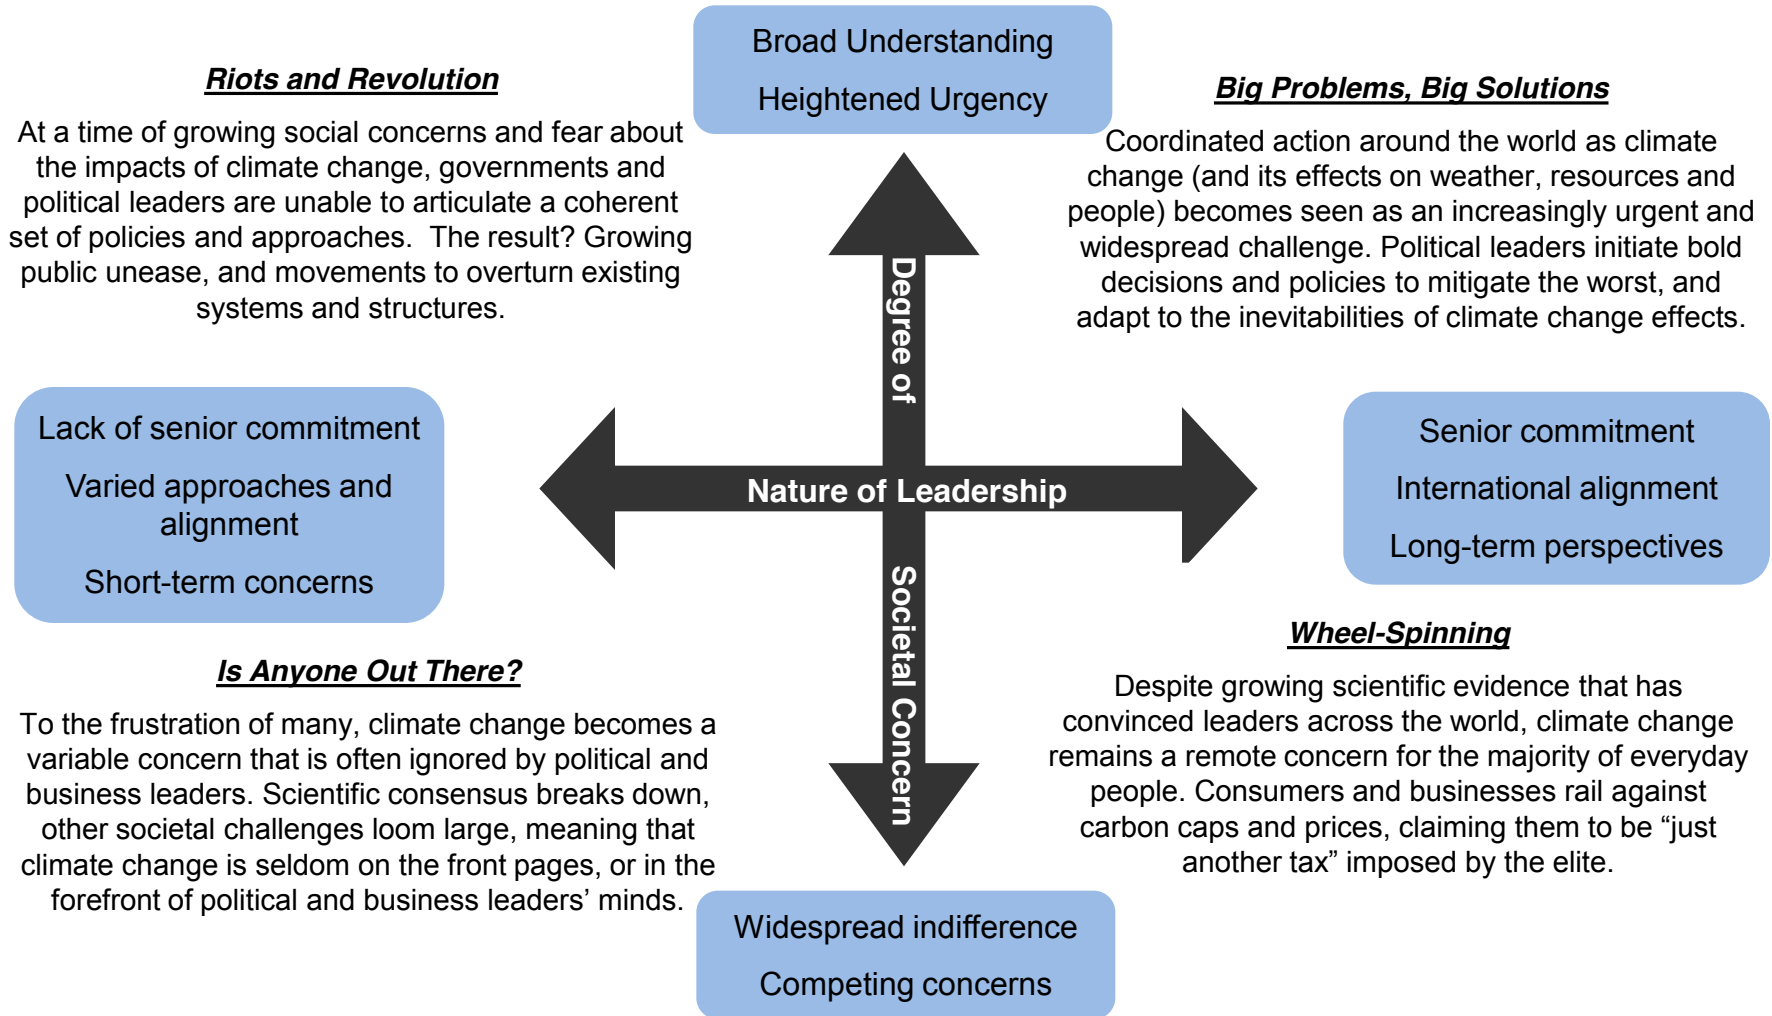 Broad Understanding
Heightened Urgency
Riots and Revolution
At a time of growing social concerns and fear about
the impacts of climate change, governments and
political leaders are unable to articulate a coherent
set of policies and approaches.  The result? Growing
public unease, and movements to overturn existing
systems and structures.
Big Problems, Big Solutions
Coordinated action around the world as climate
change (and its effects on weather, resources and
people) becomes seen as an increasingly urgent and
widespread challenge. Political leaders initiate bold
decisions and policies to mitigate the worst, and
adapt to the inevitabilities of climate change effects.
Degree of
Societal Concern
Lack of senior commitment
Varied approaches and
alignment
Short-term concerns
Nature of Leadership
Senior commitment
International alignment
Long-term perspectives
Is Anyone Out There?
To the frustration of many, climate change becomes a
variable concern that is often ignored by political and
business leaders. Scientific consensus breaks down,
other societal challenges loom large, meaning that
climate change is seldom on the front pages, or in the
forefront of political and business leaders’ minds.
Wheel-Spinning
Despite growing scientific evidence that has
convinced leaders across the world, climate change
remains a remote concern for the majority of everyday
people. Consumers and businesses rail against
carbon caps and prices, claiming them to be “just
another tax” imposed by the elite.
Widespread indifference
Competing concerns